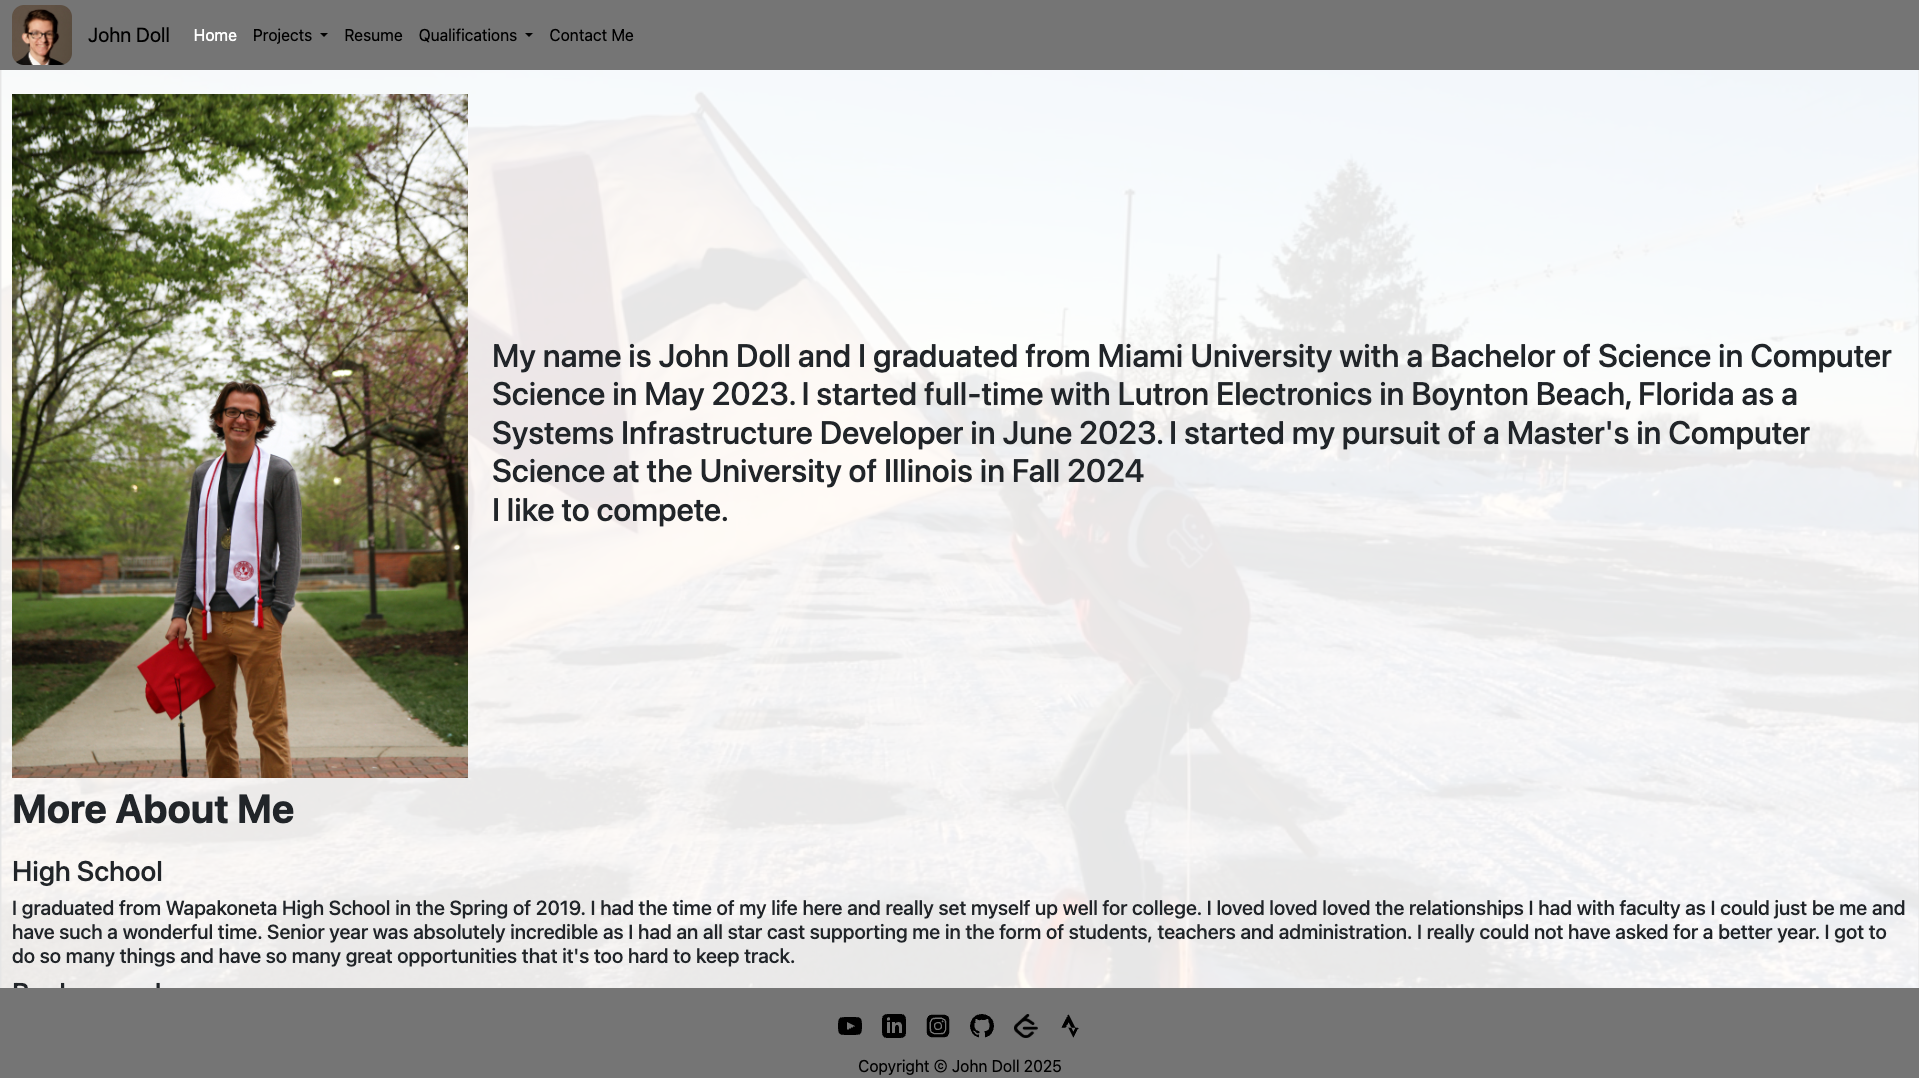 John Doll Home Projects Resume Qualifications Contact Me
My name is John Doll and I graduated from Miami University with a Bachelor of Science in Computer
Science in May 2023. I started full-time with Lutron Electronics in Boynton Beach, Florida as a
Systems Infrastructure Developer in June 2023. I started my pursuit of a Master's in Computer
Science at the University of Illinois in Fall 2024
I like to compete.
More About Me
High School
I graduated from Wapakoneta High School in the Spring of 2019. I had the time of my life here and really set myself up well for college. I loved loved loved the relationships I had with faculty as I could just be me and
have such a wonderful time. Senior year was absolutely incredible as I had an all star cast supporting me in the form of students, teachers and administration. I really could not have asked for a better year. I got to
do so many things and have so many great opportunities that it's too hard to keep track.
Copyright © John Doll 2025